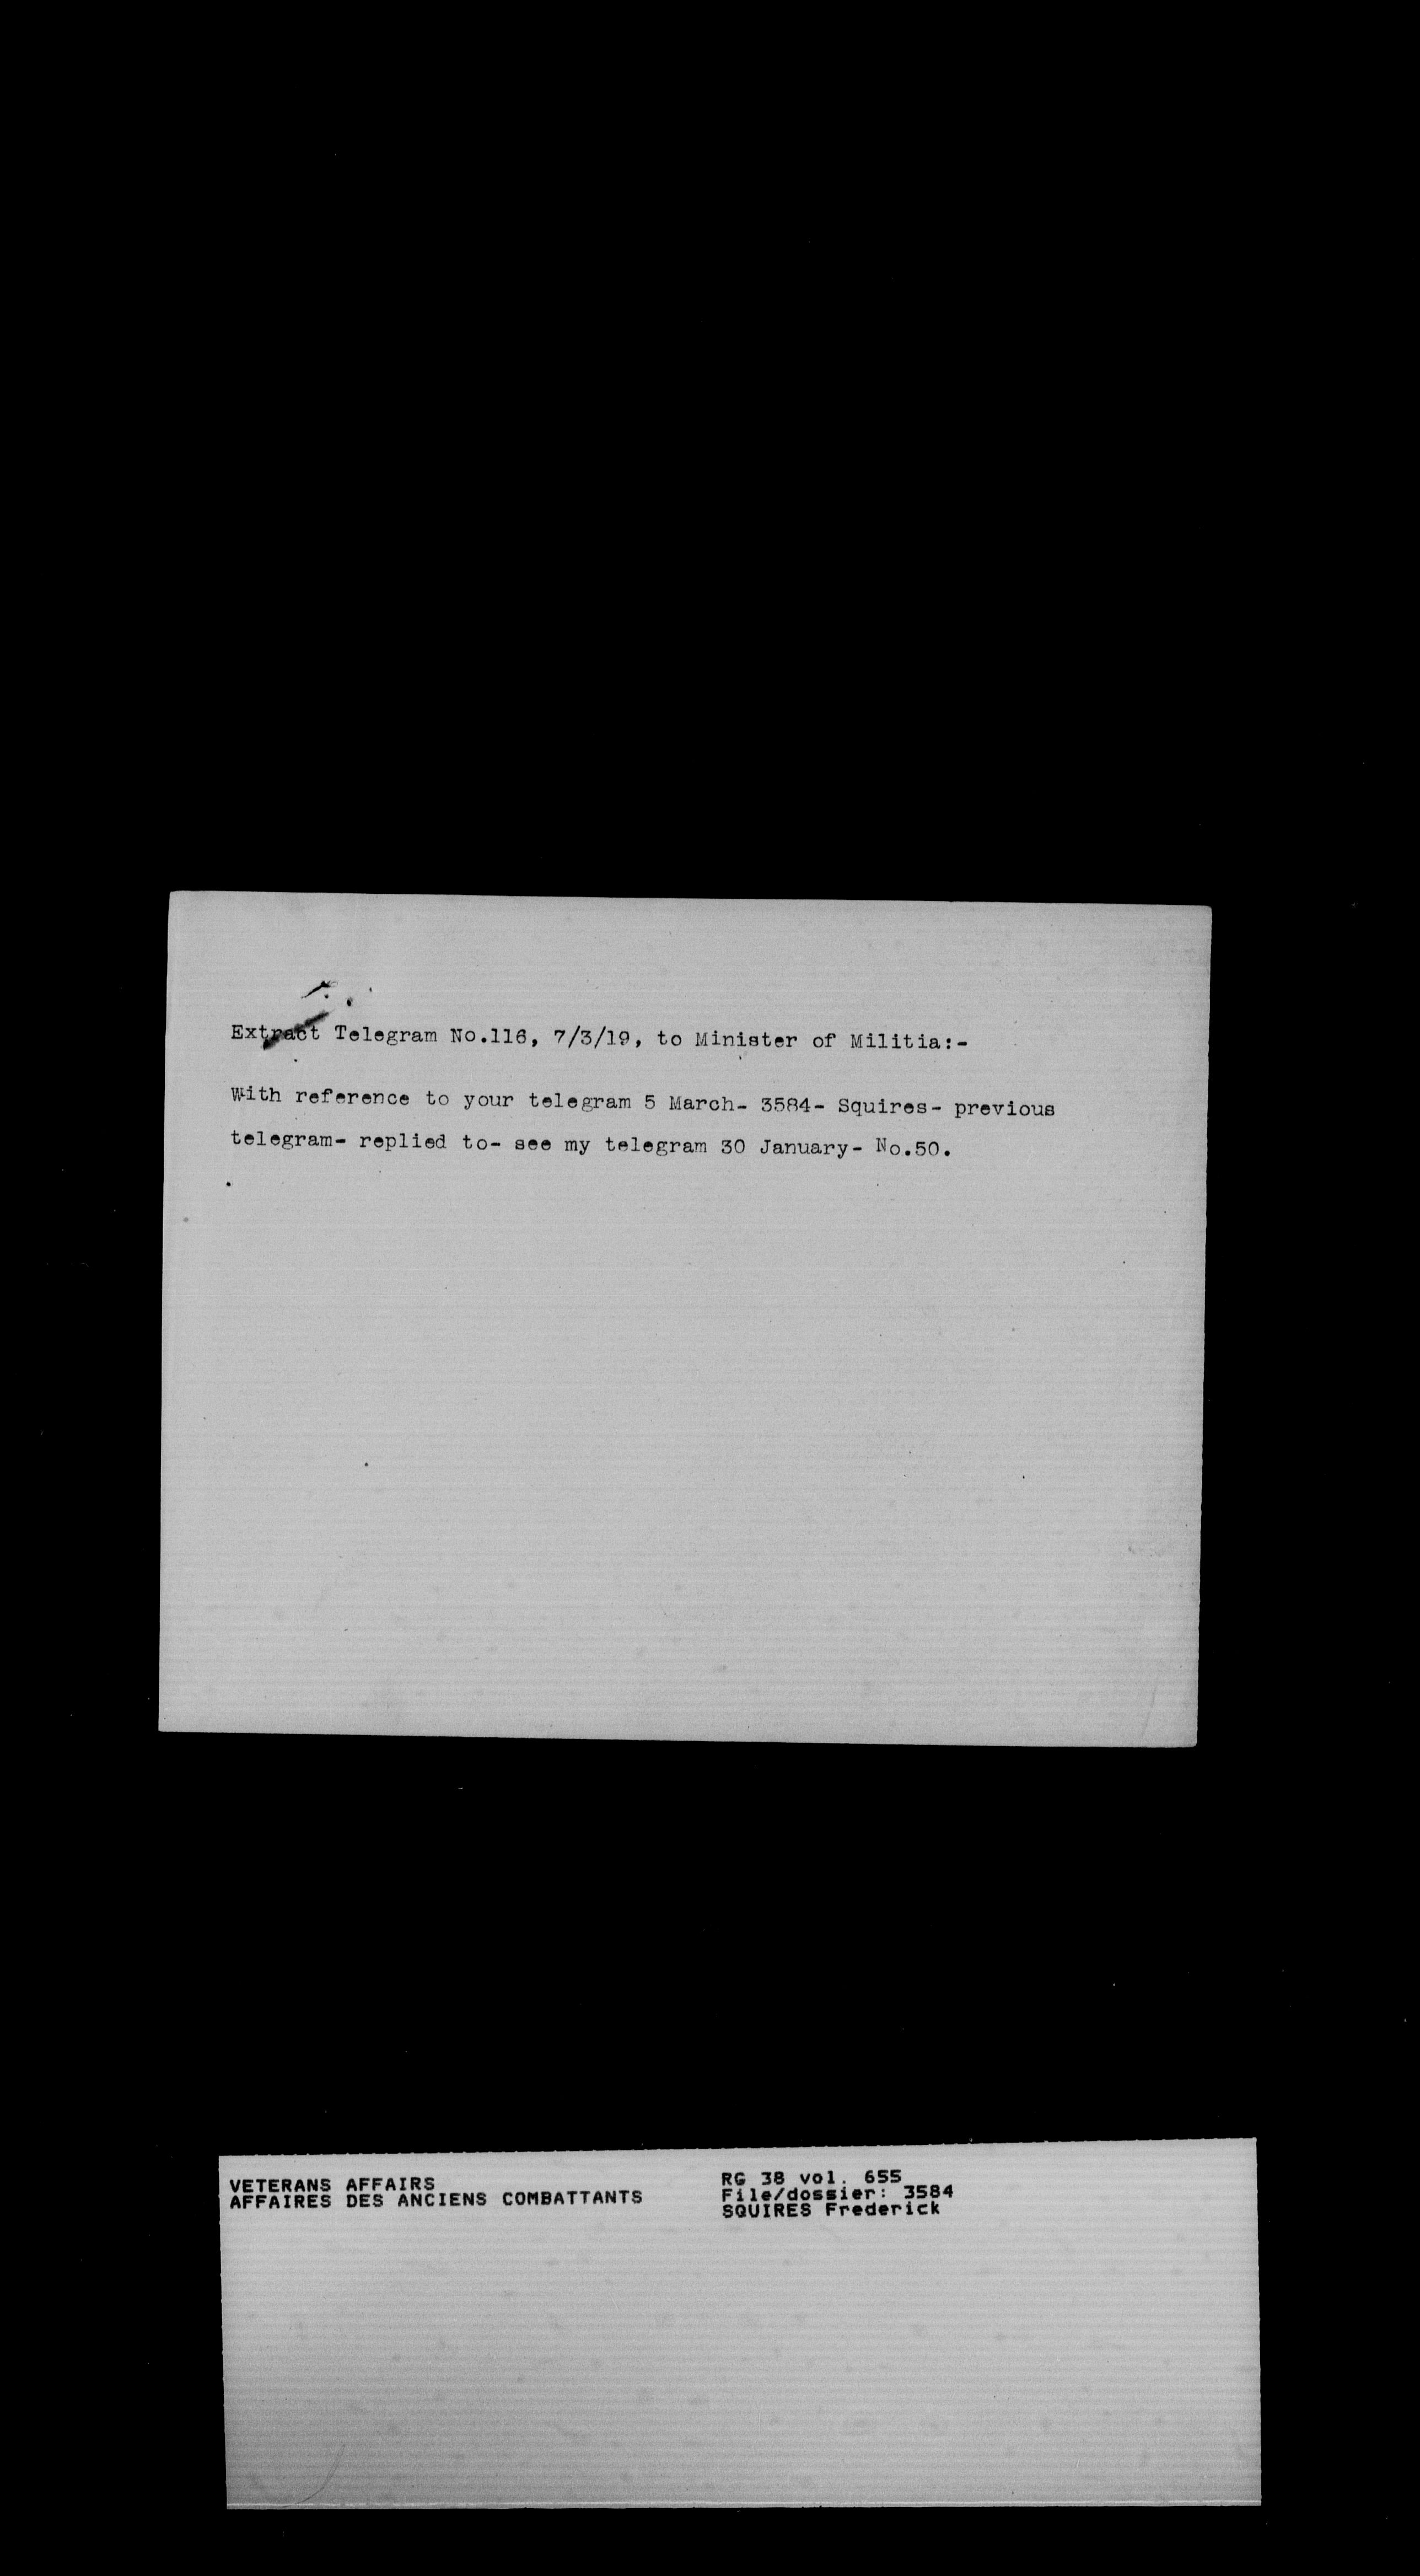 Extract Telegram No.116, 7/3/19, to Minister of Militia:-
With reference to your telegram 5 March- 3584- Squires- previous
telegram- replied to- see my telegram 30 January- No.50.
VETERANS AFFAIRS
AFFAIRES DES ANCIENS COMBATTANTS
RG 38 vol. 655
File/dossier: 3584
SQUIRES Frederick